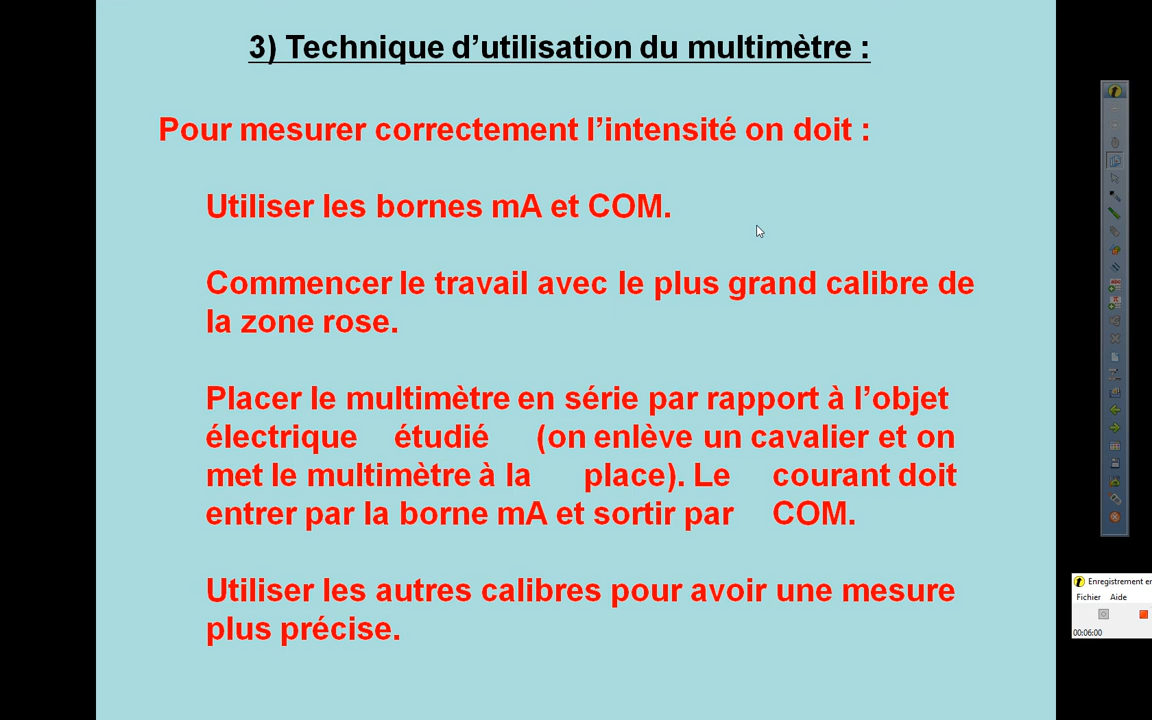 3) Technique d’utilisation du multimètre :
Pour mesurer correctement l’intensité on doit :
Utiliser les bornes mA et COM.
Commencer le travail avec le plus grand calibre de
la zone rose.
Placer le multimètre en série par rapport à l’objet
électrique étudié (on enlève un cavalier et on
met le multimètre à la place). Le courant doit
entrer par la borne mA et sortir par COM.
Utiliser les autres calibres pour avoir une mesure
plus précise.
Enregistrement en
Fichier Aide
00:06:00